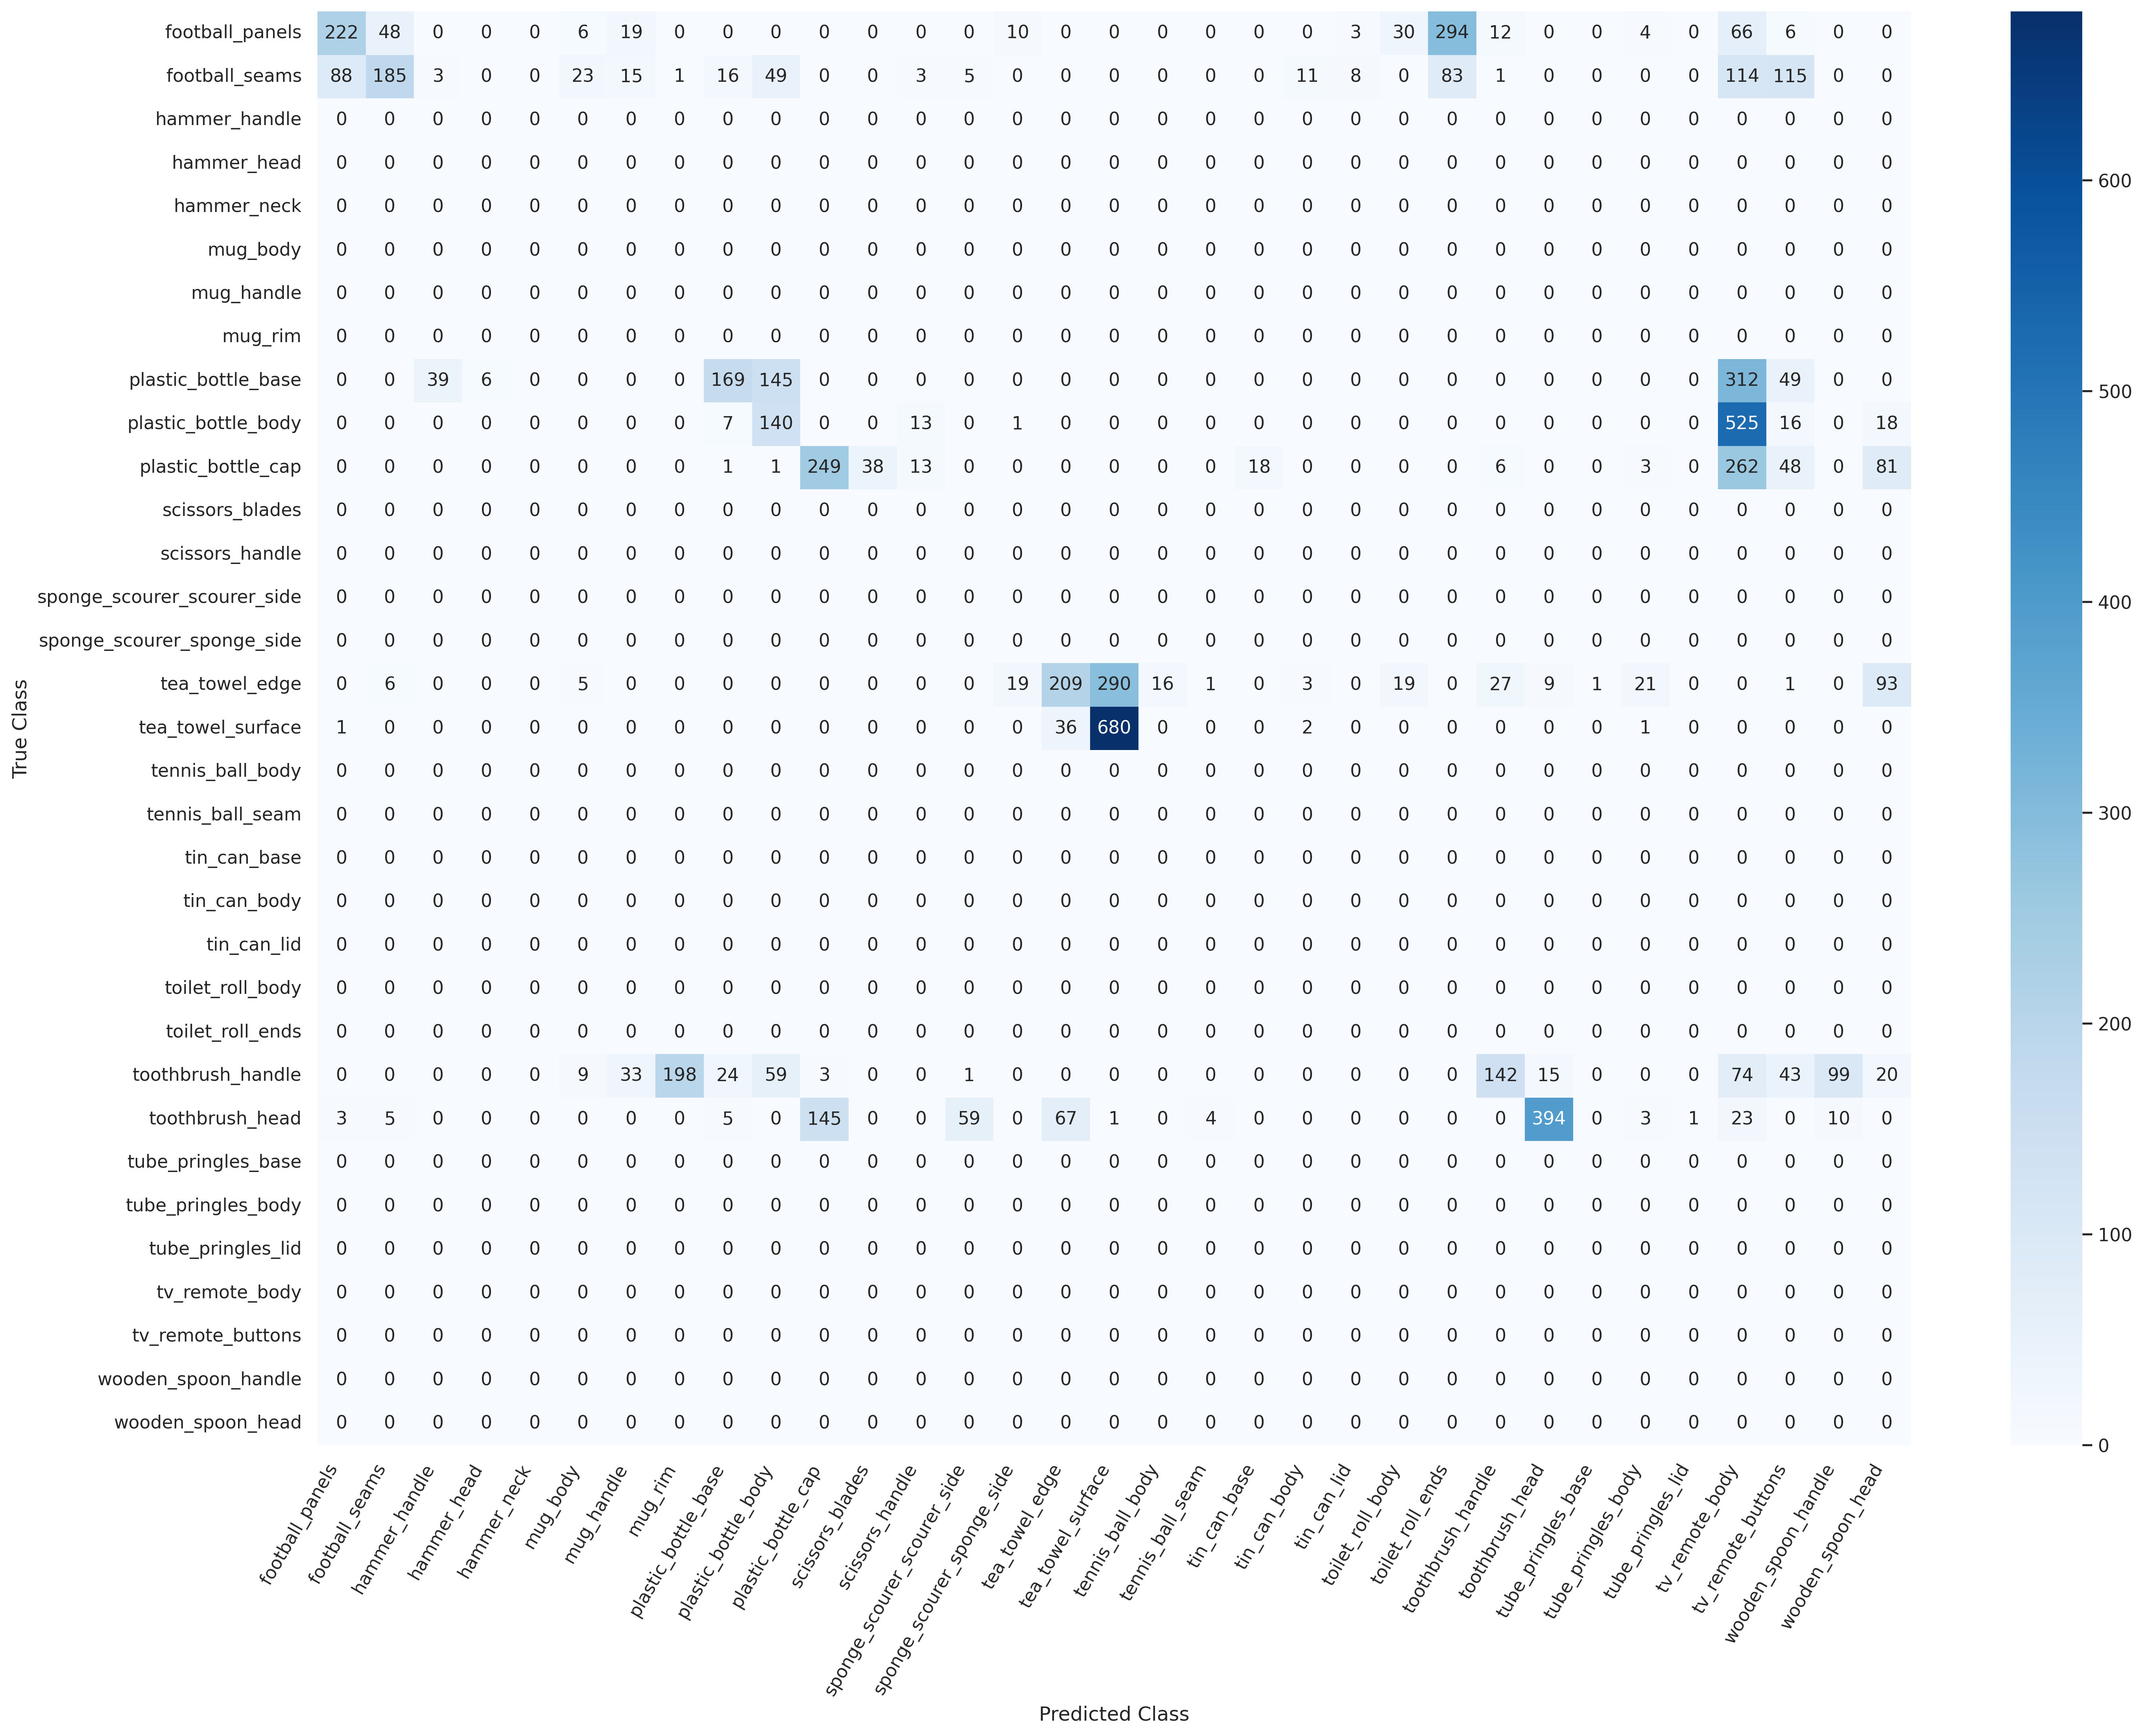 football_panels 222 48 0 0 0 6 19 0 0 0 0 0 0 0 10 0 0 0 0 0 0 3 30 294 12 0 0 4 0 66 6 0 0
football_seams 88 185 3 0 0 23 15 1 16 49 0 0 3 5 0 0 0 0 0 0 11 8 0 83 1 0 0 0 0 114 115 0 0
hammer_handle 0 0 0 0 0 0 0 0 0 0 0 0 0 0 0 0 0 0 0 0 0 0 0 0 0 0 0 0 0 0 0 0 0
hammer_head 0 0 0 0 0 0 0 0 0 0 0 0 0 0 0 0 0 0 0 0 0 0 0 0 0 0 0 0 0 0 0 0 0
hammer_neck 0 0 0 0 0 0 0 0 0 0 0 0 0 0 0 0 0 0 0 0 0 0 0 0 0 0 0 0 0 0 0 0 0
mug_body 0 0 0 0 0 0 0 0 0 0 0 0 0 0 0 0 0 0 0 0 0 0 0 0 0 0 0 0 0 0 0 0 0
mug_handle 0 0 0 0 0 0 0 0 0 0 0 0 0 0 0 0 0 0 0 0 0 0 0 0 0 0 0 0 0 0 0 0 0
mug_rim 0 0 0 0 0 0 0 0 0 0 0 0 0 0 0 0 0 0 0 0 0 0 0 0 0 0 0 0 0 0 0 0 0
plastic_bottle_base 0 0 39 6 0 0 0 0 169 145 0 0 0 0 0 0 0 0 0 0 0 0 0 0 0 0 0 0 0 312 49 0 0
plastic_bottle_body 0 0 0 0 0 0 0 0 7 140 0 0 13 0 1 0 0 0 0 0 0 0 0 0 0 0 0 0 0 525 16 0 18
plastic_bottle_cap 0 0 0 0 0 0 0 0 1 1 249 38 13 0 0 0 0 0 0 18 0 0 0 0 6 0 0 3 0 262 48 0 81
scissors_blades 0 0 0 0 0 0 0 0 0 0 0 0 0 0 0 0 0 0 0 0 0 0 0 0 0 0 0 0 0 0 0 0 0
scissors_handle 0 0 0 0 0 0 0 0 0 0 0 0 0 0 0 0 0 0 0 0 0 0 0 0 0 0 0 0 0 0 0 0 0
sponge_scourer_scourer_side 0 0 0 0 0 0 0 0 0 0 0 0 0 0 0 0 0 0 0 0 0 0 0 0 0 0 0 0 0 0 0 0 0
sponge_scourer_sponge_side 0 0 0 0 0 0 0 0 0 0 0 0 0 0 0 0 0 0 0 0 0 0 0 0 0 0 0 0 0 0 0 0 0
tea_towel_edge 0 6 0 0 0 5 0 0 0 0 0 0 0 0 19 209 290 16 1 0 3 0 19 0 27 9 1 21 0 0 1 0 93
tea_towel_surface 1 0 0 0 0 0 0 0 0 0 0 0 0 0 0 36 680 0 0 0 2 0 0 0 0 0 0 1 0 0 0 0 0
tennis_ball_body 0 0 0 0 0 0 0 0 0 0 0 0 0 0 0 0 0 0 0 0 0 0 0 0 0 0 0 0 0 0 0 0 0
tennis_ball_seam 0 0 0 0 0 0 0 0 0 0 0 0 0 0 0 0 0 0 0 0 0 0 0 0 0 0 0 0 0 0 0 0 0
tin_can_base 0 0 0 0 0 0 0 0 0 0 0 0 0 0 0 0 0 0 0 0 0 0 0 0 0 0 0 0 0 0 0 0 0
tin_can_body 0 0 0 0 0 0 0 0 0 0 0 0 0 0 0 0 0 0 0 0 0 0 0 0 0 0 0 0 0 0 0 0 0
tin_can_lid 0 0 0 0 0 0 0 0 0 0 0 0 0 0 0 0 0 0 0 0 0 0 0 0 0 0 0 0 0 0 0 0 0
toilet_roll_body 0 0 0 0 0 0 0 0 0 0 0 0 0 0 0 0 0 0 0 0 0 0 0 0 0 0 0 0 0 0 0 0 0
toilet_roll_ends 0 0 0 0 0 0 0 0 0 0 0 0 0 0 0 0 0 0 0 0 0 0 0 0 0 0 0 0 0 0 0 0 0
toothbrush_handle 0 0 0 0 0 9 33 198 24 59 3 0 0 1 0 0 0 0 0 0 0 0 0 0 142 15 0 0 0 74 43 99 20
toothbrush_head 3 5 0 0 0 0 0 0 5 0 145 0 0 59 0 67 1 0 4 0 0 0 0 0 0 394 0 3 1 23 0 10 0
tube_pringles_base 0 0 0 0 0 0 0 0 0 0 0 0 0 0 0 0 0 0 0 0 0 0 0 0 0 0 0 0 0 0 0 0 0
tube_pringles_body 0 0 0 0 0 0 0 0 0 0 0 0 0 0 0 0 0 0 0 0 0 0 0 0 0 0 0 0 0 0 0 0 0
tube_pringles_lid 0 0 0 0 0 0 0 0 0 0 0 0 0 0 0 0 0 0 0 0 0 0 0 0 0 0 0 0 0 0 0 0 0
tv_remote_body 0 0 0 0 0 0 0 0 0 0 0 0 0 0 0 0 0 0 0 0 0 0 0 0 0 0 0 0 0 0 0 0 0
tv_remote_buttons 0 0 0 0 0 0 0 0 0 0 0 0 0 0 0 0 0 0 0 0 0 0 0 0 0 0 0 0 0 0 0 0 0
wooden_spoon_handle 0 0 0 0 0 0 0 0 0 0 0 0 0 0 0 0 0 0 0 0 0 0 0 0 0 0 0 0 0 0 0 0 0
wooden_spoon_head 0 0 0 0 0 0 0 0 0 0 0 0 0 0 0 0 0 0 0 0 0 0 0 0 0 0 0 0 0 0 0 0 0
True Class
football_panels
football_seams
hammer_handle
hammer_head
hammer_neck
mug_body
mug_handle
mug_rim
plastic_bottle_base
plastic_bottle_body
plastic_bottle_cap
scissors_blades
scissors_handle
sponge_scourer_scourer_side
sponge_scourer_sponge_side
tea_towel_edge
tea_towel_surface
tennis_ball_body
tennis_ball_seam
tin_can_base
tin_can_body
tin_can_lid
toilet_roll_body
toilet_roll_ends
toothbrush_handle
toothbrush_head
tube_pringles_base
tube_pringles_body
tube_pringles_lid
tv_remote_body
tv_remote_buttons
wooden_spoon_handle
wooden_spoon_head
Predicted Class
600
500
400
300
200
100
0